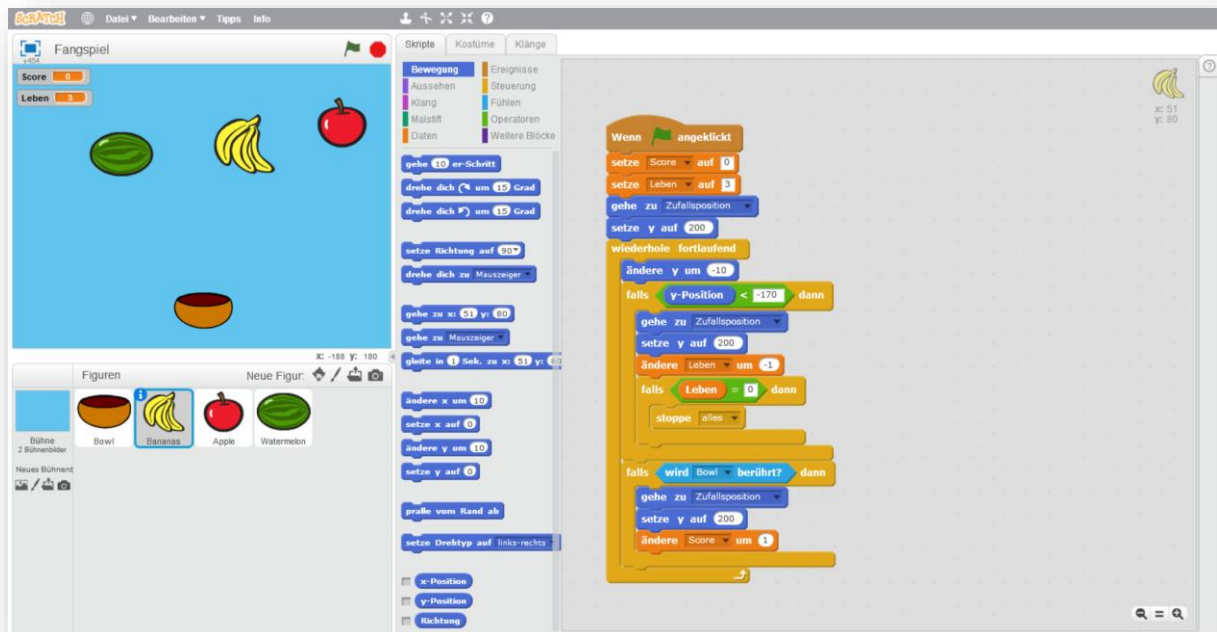 SCRATCH Datei Bearbeiten Tipps Info
Fangspiel
v454
Score 0
Leben 3
X: -188 Y: 180
Figuren Neue Figur:
Bühne
2 Bühnenbilder
Bowl
Bananas
Apple
Watermelon
Neues Bühnenb
Skripte Kostüme Klänge
Bewegung Ereignisse
Aussehen Steuerung
Klang Fühlen
Malstift Operatoren
Daten Weitere Blöcke
gehe 10 er-Schritt
drehe dich um 15 Grad
drehe dich um 15 Grad
setze Richtung auf 90
drehe dich zu Mauszeiger
gehe zu x: 51 y: 80
gehe zu Mauszeiger
gleite in 1 Sek. zu x: 51 y: 80
ändere x um 10
setze x auf 0
ändere y um 10
setze y auf 0
pralle vom Rand ab
setze Drehtyp auf links-rechts
x-Position
y-Position
Richtung
x: 51
y: 80
Wenn angeklickt
setze Score auf 0
setze Leben auf 3
gehe zu Zufallsposition
setze y auf 200
wiederhole fortlaufend
ändere y um -10
falls y-Position < -170 dann
gehe zu Zufallsposition
setze y auf 200
ändere Leben um -1
falls Leben = 0 dann
stoppe alles
falls wird Bowl berührt? dann
gehe zu Zufallsposition
setze y auf 200
ändere Score um 1